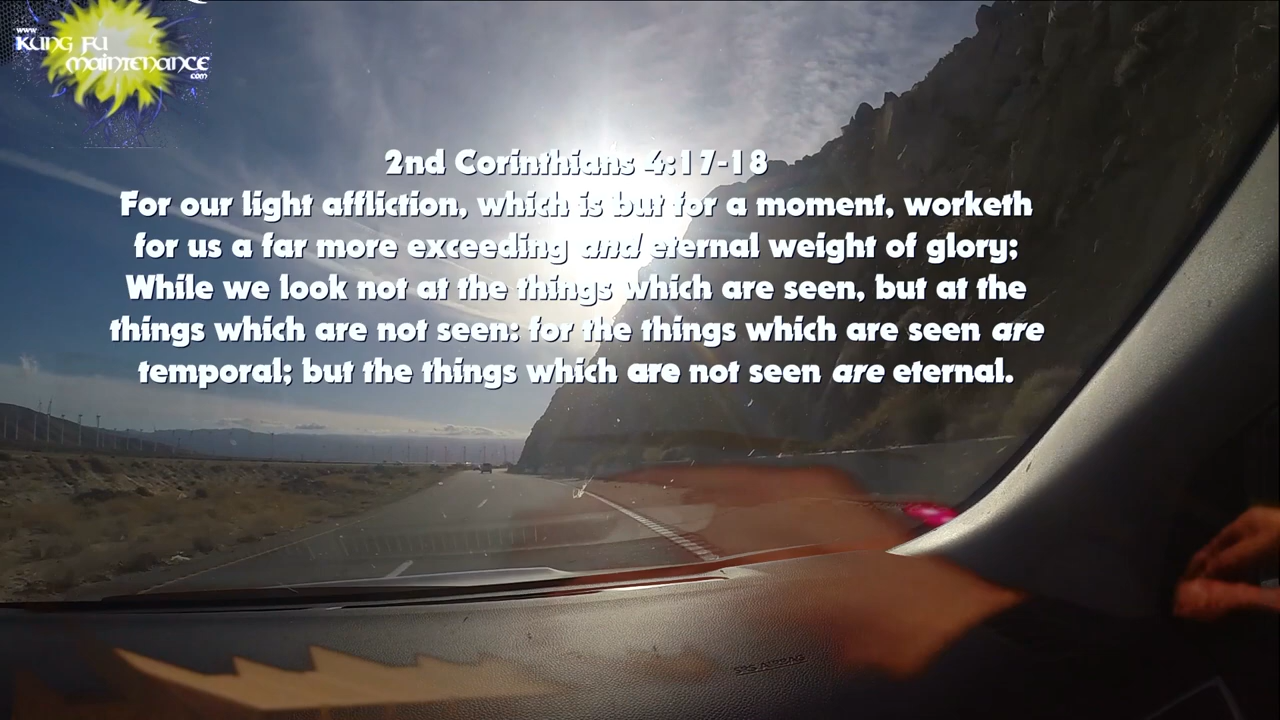 www
KUNG FU
MAINTENANCE
.com
2nd Corinthians 4:17-18
For our light affliction, which is but for a moment, worketh
for us a far more exceeding and eternal weight of glory;
While we look not at the things which are seen, but at the
things which are not seen: for the things which are seen are
temporal; but the things which are not seen are eternal.
SRS AIRBAG